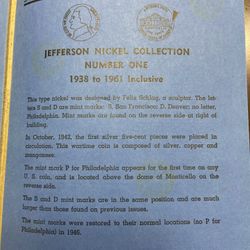 JEFFERSON NICKEL COLLECTION
NUMBER ONE
1938 to 1961 Inclusive
This type nickel was designed by Felix Schlag, a sculptor. The let-
ters S and D are mint marks: S, San Francisco; D, Denver; no letter,
Philadelphia. Mint marks are found on the reverse side at right of
building.
In October, 1942, the first silver five-cent pieces were placed in
circulation. This wartime coin is composed of silver, copper and
manganese.
The mint mark P for Philadelphia appears for the first time on any
U. S. coin, and is located above the dome of Monticello on the
reverse side.
The S and D mint marks are in the same position and are much
larger than those found on previous issues.
The mint marks were restored to their normal locations (no P for
Philadelphia) in 1946.